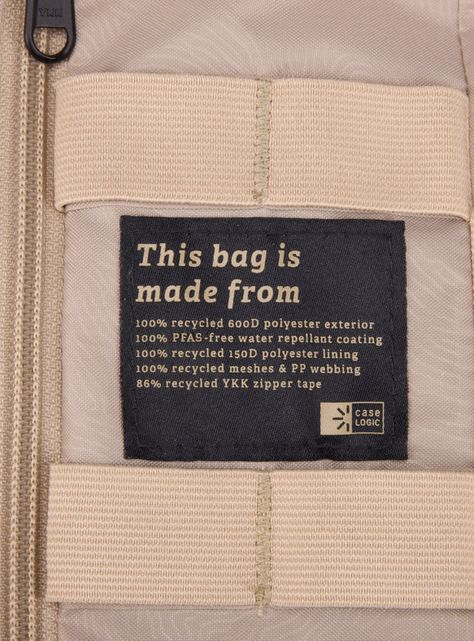 YKK
This bag is
made from
100% recycled 600D polyester exterior
100% PFAS-free water repellant coating
100% recycled 150D polyester lining
100% recycled meshes & PP webbing
86% recycled YKK zipper tape
case
LOGIC